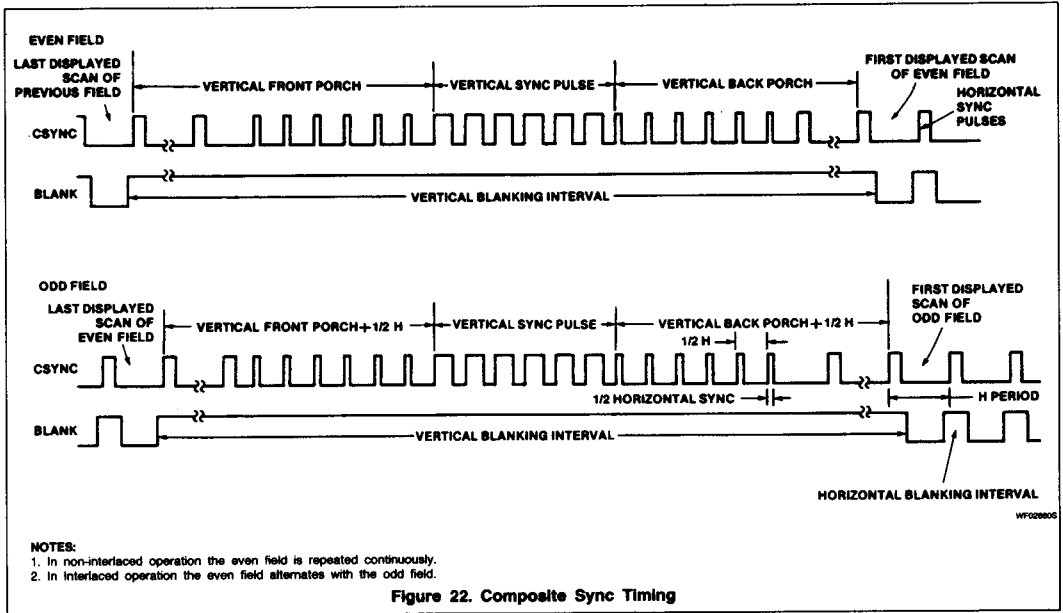 EVEN FIELD
LAST DISPLAYED
SCAN OF
PREVIOUS FIELD
VERTICAL FRONT PORCH
VERTICAL SYNC PULSE
VERTICAL BACK PORCH
FIRST DISPLAYED SCAN
OF EVEN FIELD
HORIZONTAL
SYNC
PULSES
CSYNC
BLANK
VERTICAL BLANKING INTERVAL
ODD FIELD
LAST DISPLAYED
SCAN OF
EVEN FIELD
VERTICAL FRONT PORCH+1/2 H
VERTICAL SYNC PULSE
VERTICAL BACK PORCH+1/2 H
FIRST DISPLAYED
SCAN OF
ODD FIELD
1/2 H
CSYNC
1/2 HORIZONTAL SYNC
H PERIOD
BLANK
VERTICAL BLANKING INTERVAL
HORIZONTAL BLANKING INTERVAL
NOTES:
1. In non-interlaced operation the even field is repeated continuously.
2. In interlaced operation the even field alternates with the odd field.
Figure 22. Composite Sync Timing